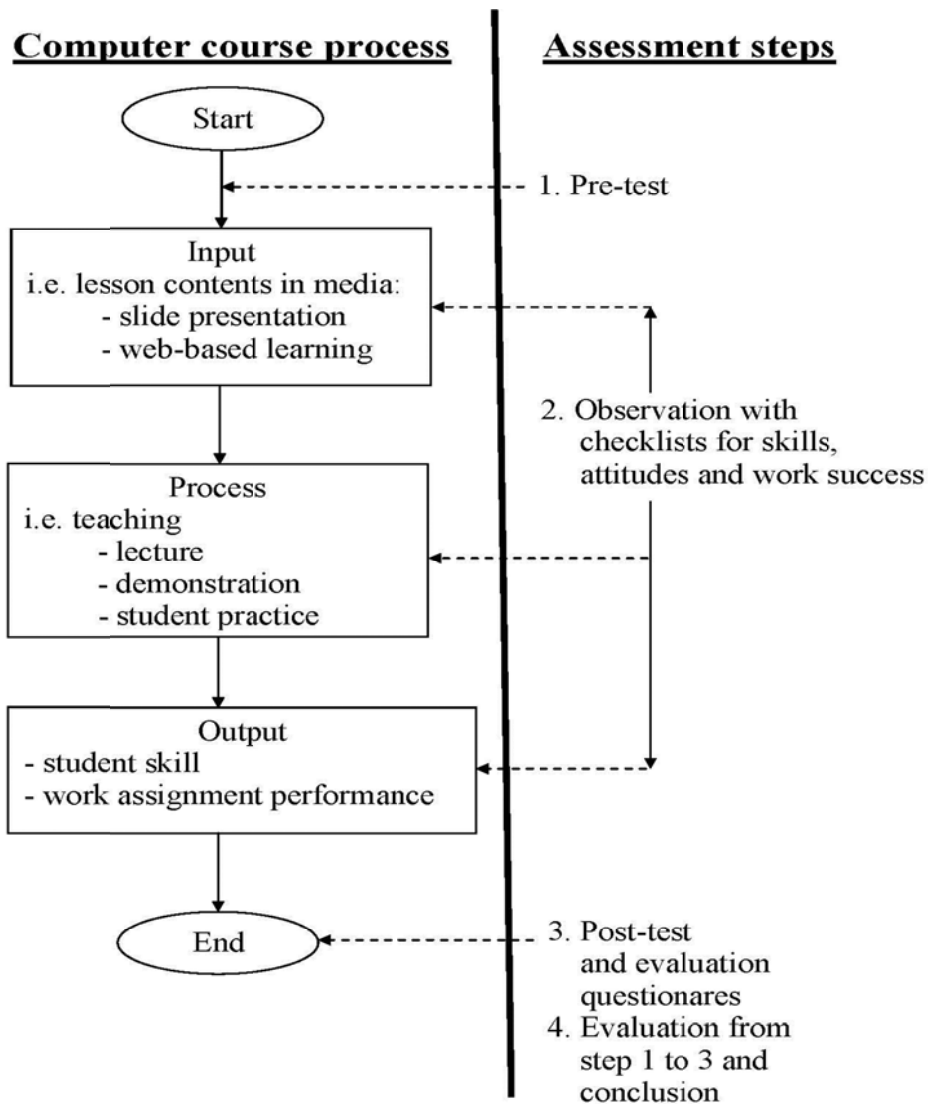 Computer course process
Start
Input
i.e. lesson contents in media:
- slide presentation
- web-based learning
Process
i.e. teaching
- lecture
- demonstration
- student practice
Output
- student skill
- work assignment performance
End
Assessment steps
1. Pre-test
2. Observation with
checklists for skills,
attitudes and work success
3. Post-test
and evaluation
questionares
4. Evaluation from
step 1 to 3 and
conclusion